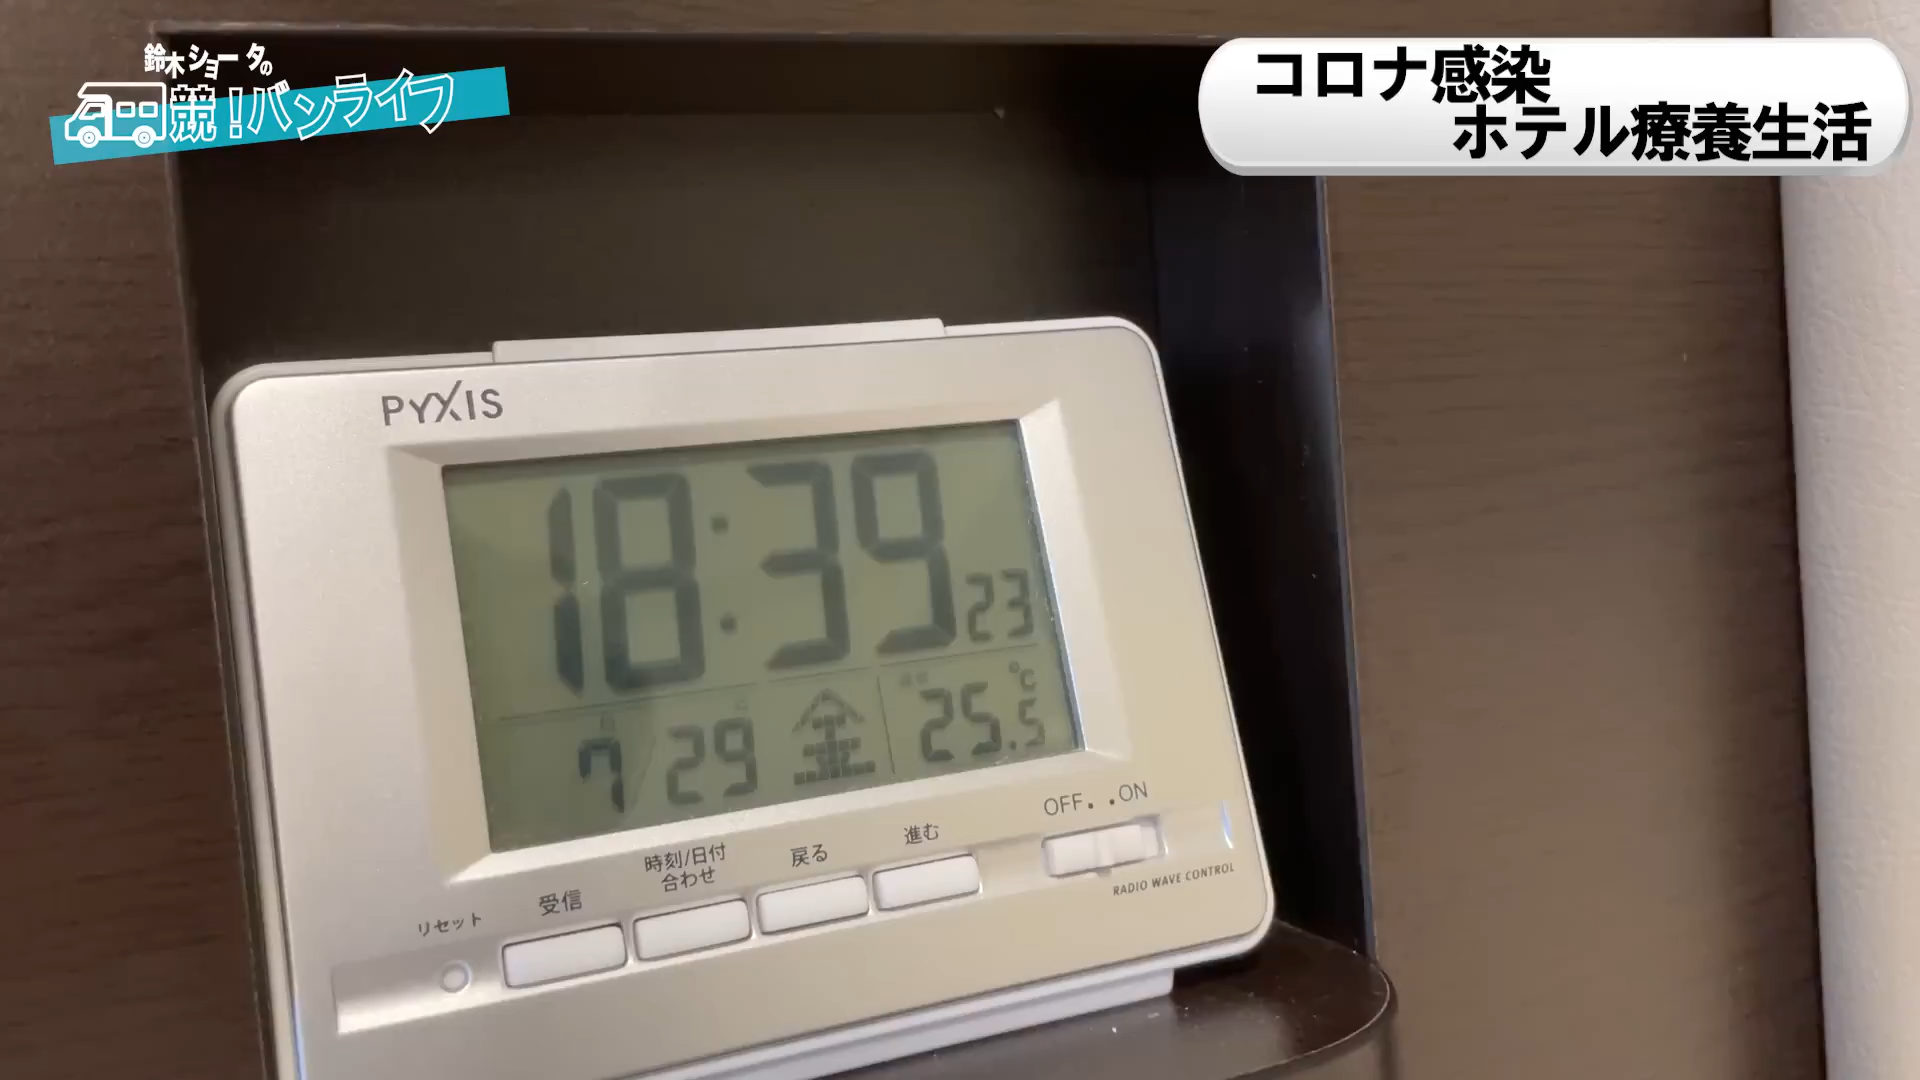 鈴木ショータの
競！バンライフ
コロナ感染
ホテル療養生活
PYXIS
18:39 23
7 29 金 25.5 ℃
OFF. .ON
リセット
受信
時刻/日付
合わせ
戻る
進む
RADIO WAVE CONTROL